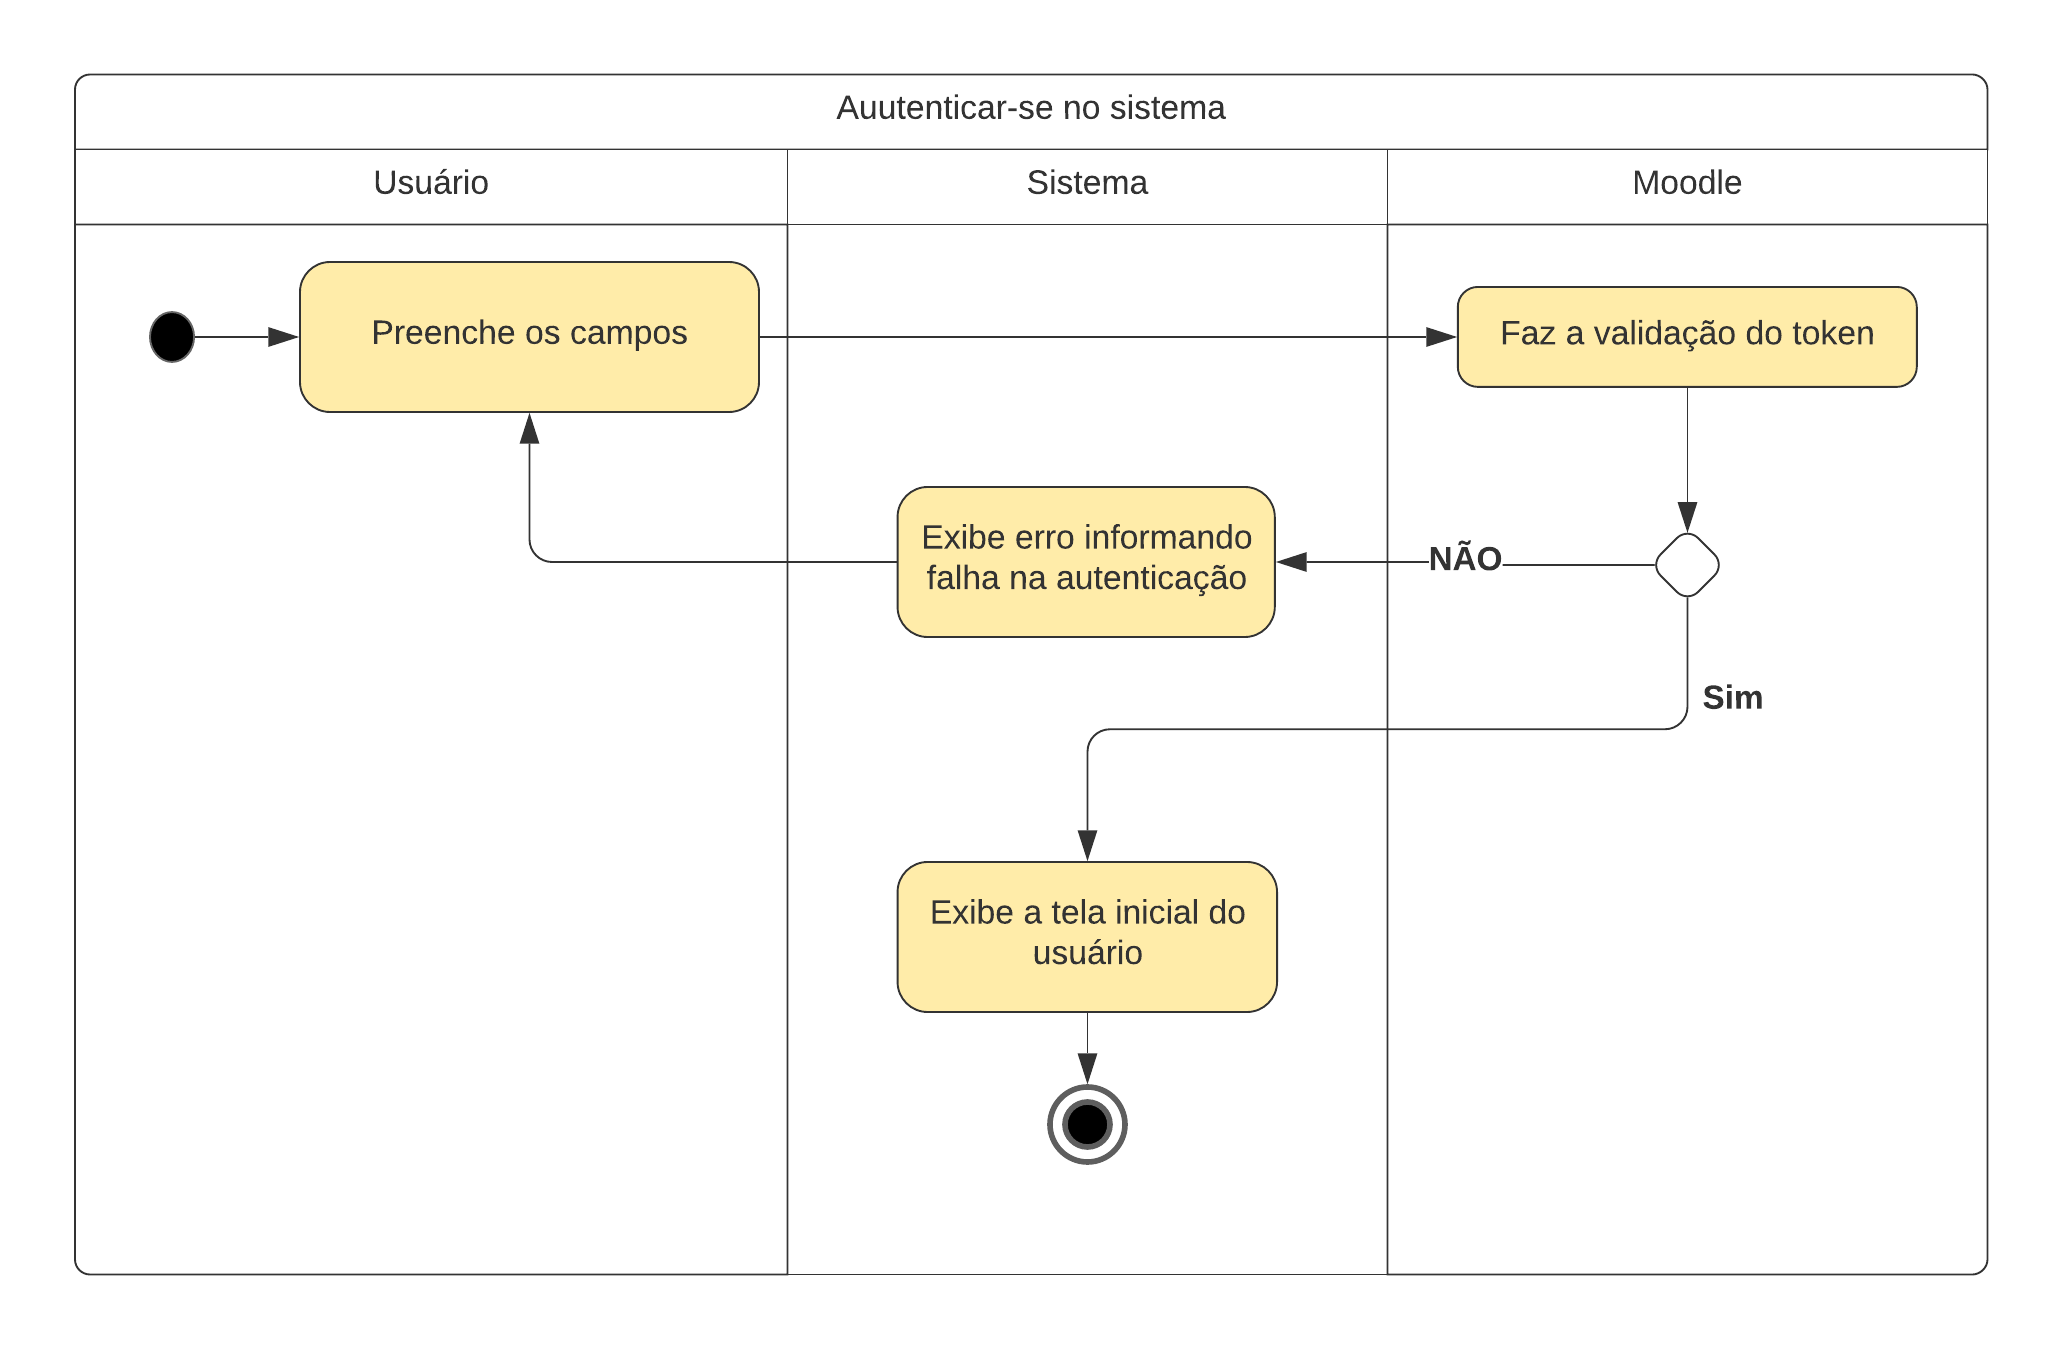 Auutenticar-se no sistema
Usuário
Sistema
Moodle
Preenche os campos
Faz a validação do token
Exibe erro informando
falha na autenticação
NÃO
Sim
Exibe a tela inicial do
usuário